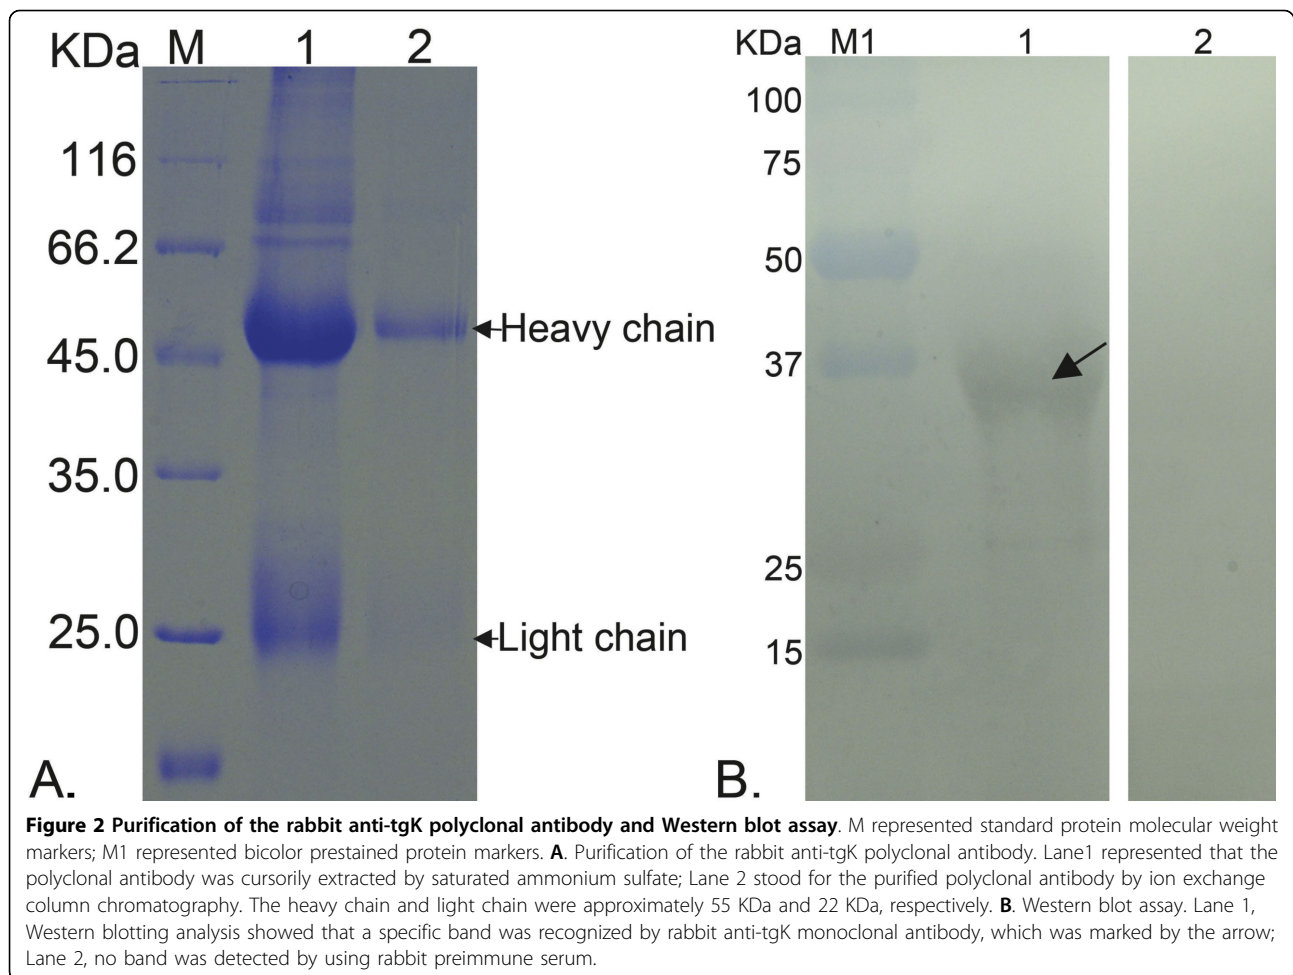 KDa M 1 2
116
66.2
Heavy chain
45.0
35.0
25.0
Light chain
A.
KDa M1 1 2
100
75
50
37
25
15
B.
Figure 2 Purification of the rabbit anti-tgK polyclonal antibody and Western blot assay. M represented standard protein molecular weight
markers; M1 represented bicolor prestained protein markers. A. Purification of the rabbit anti-tgK polyclonal antibody. Lane1 represented that the
polyclonal antibody was cursorily extracted by saturated ammonium sulfate; Lane 2 stood for the purified polyclonal antibody by ion exchange
column chromatography. The heavy chain and light chain were approximately 55 KDa and 22 KDa, respectively. B. Western blot assay. Lane 1,
Western blotting analysis showed that a specific band was recognized by rabbit anti-tgK monoclonal antibody, which was marked by the arrow;
Lane 2, no band was detected by using rabbit preimmune serum.